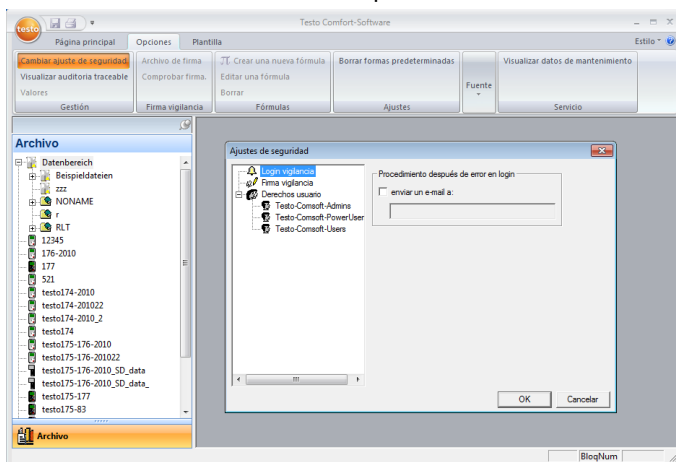 testo
Testo Comfort-Software
Página principal Opciones Plantilla Estilo
Cambiar ajuste de seguridad Archivo de firma Crear una nueva fórmula Borrar formas predeterminadas Visualizar datos de mantenimiento
Visualizar auditoria traceable Comprobar firma. Editar una fórmula Fuente
Valores Borrar
Gestión Firma vigilancia Fórmulas Ajustes Servicio
Archivo
Datenbereich
Beispieldateien
zzz
NONAME
r
RLT
12345
176-2010
177
521
testo174-2010
testo174-201022
testo174-2010_2
testo174
testo175-176-2010
testo175-176-201022
testo175-176-2010_SD_data
testo175-176-2010_SD_data_
testo175-177
testo175-83
Archivo
Ajustes de seguridad
Login vigilancia
Firma vigilancia
Derechos usuario
Testo-Comsoft-Admins
Testo-Comsoft-PowerUser
Testo-Comsoft-Users
Procedimiento después de error en login
enviar un e-mail a:
OK Cancelar
BloqNum